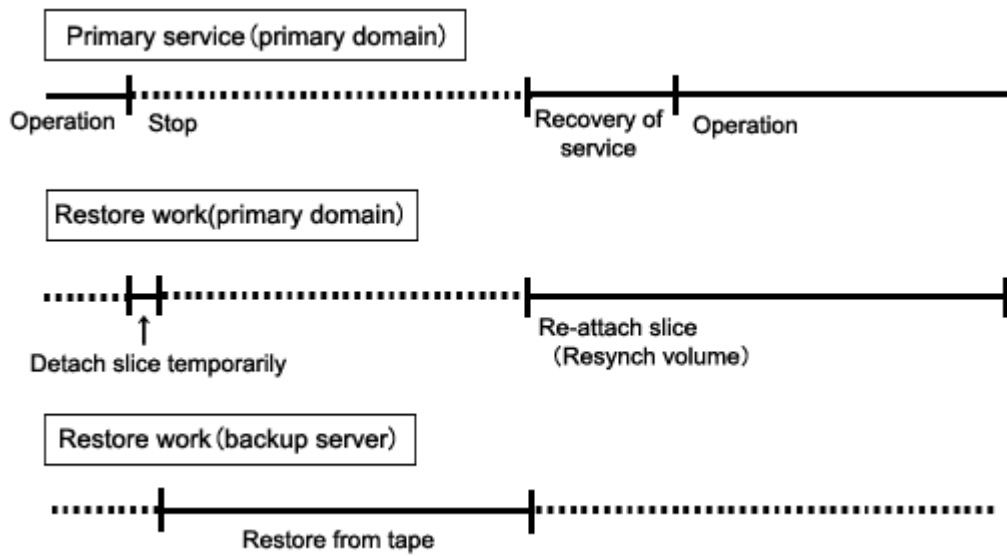 Primary service (primary domain)
Operation
Stop
Recovery of
service
Operation
Restore work(primary domain)
Detach slice temporarily
Re-attach slice
(Resynch volume)
Restore work (backup server)
Restore from tape